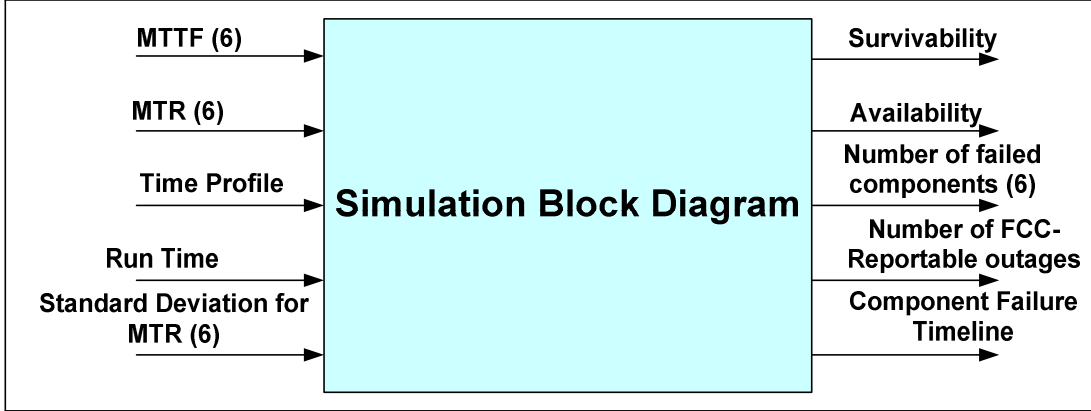 MTTF (6)
MTR (6)
Time Profile
Run Time
Standard Deviation for
MTR (6)
Simulation Block Diagram
Survivability
Availability
Number of failed
components (6)
Number of FCC-
Reportable outages
Component Failure
Timeline